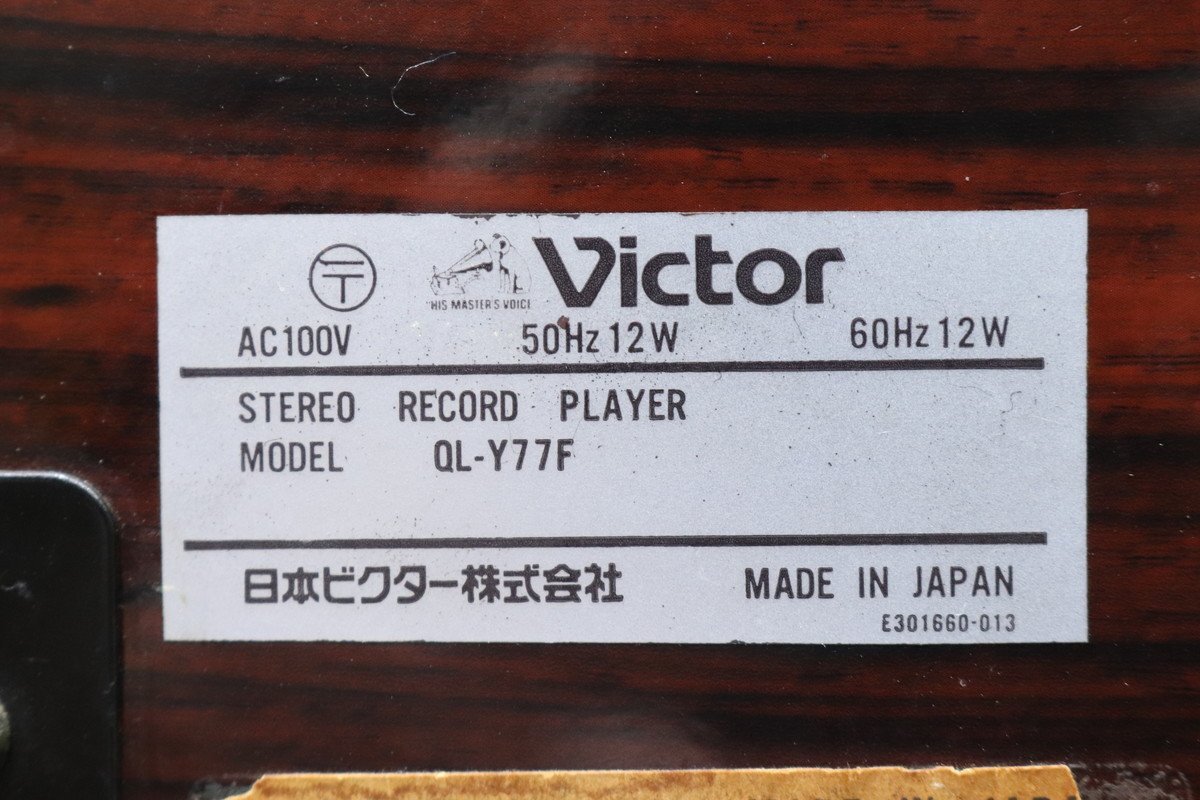 〒 "HIS MASTER'S VOICE" Victor
AC100V 50Hz 12W 60Hz 12W
STEREO RECORD PLAYER
MODEL QL-Y77F
日本ビクター株式会社 MADE IN JAPAN
E301660-013